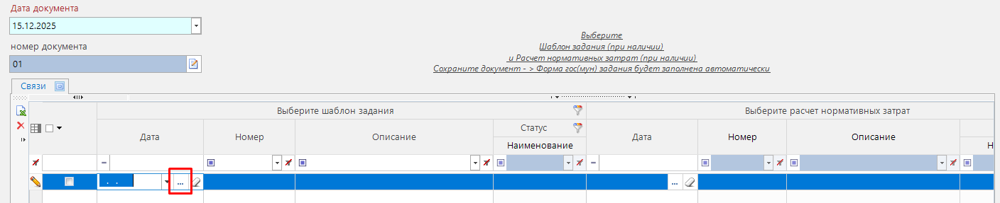 Дата документа
15.12.2025
номер документа
01
Выберите
Шаблон задания (при наличии)
и Расчет нормативных затрат (при наличии)
Сохраните документ - > Форма гос(мун) задания будет заполнена автоматически
Связи
Выберите шаблон задания
Выберите расчет нормативных затрат
Дата
Номер
Описание
Статус
Наименование
Дата
Номер
Описание
Н
. .
...
...